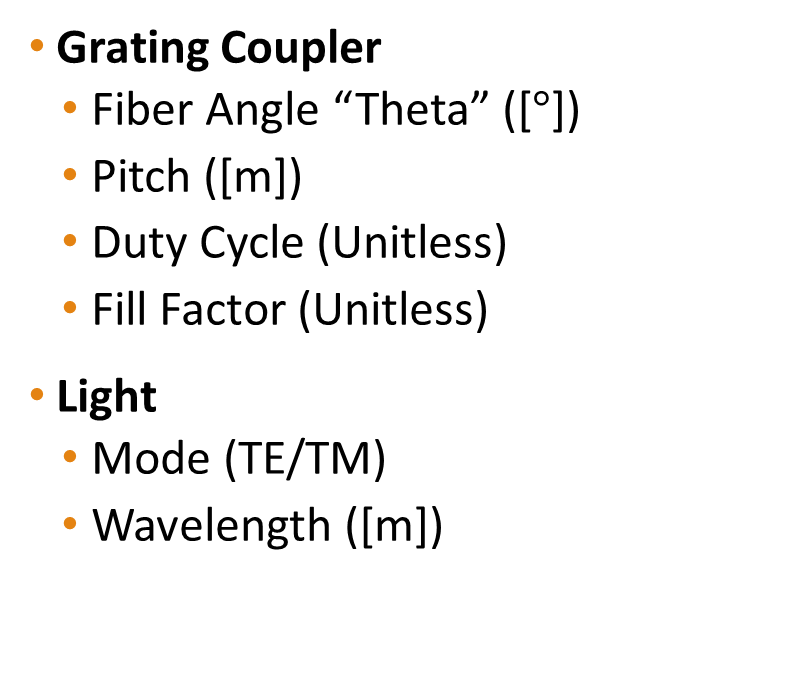 • Grating Coupler
• Fiber Angle “Theta” ([°])
• Pitch ([m])
• Duty Cycle (Unitless)
• Fill Factor (Unitless)
• Light
• Mode (TE/TM)
• Wavelength ([m])